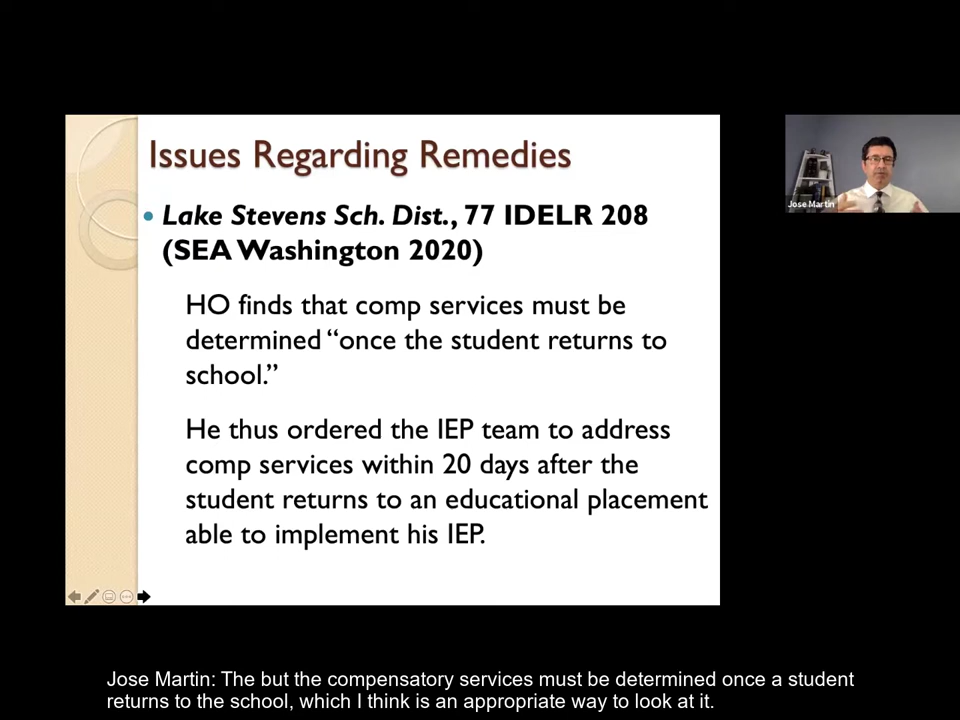 Issues Regarding Remedies
Lake Stevens Sch. Dist., 77 IDELR 208
(SEA Washington 2020)
HO finds that comp services must be
determined “once the student returns to
school.”
He thus ordered the IEP team to address
comp services within 20 days after the
student returns to an educational placement
able to implement his IEP.
Jose Martin
Jose Martin: The but the compensatory services must be determined once a student
returns to the school, which I think is an appropriate way to look at it.